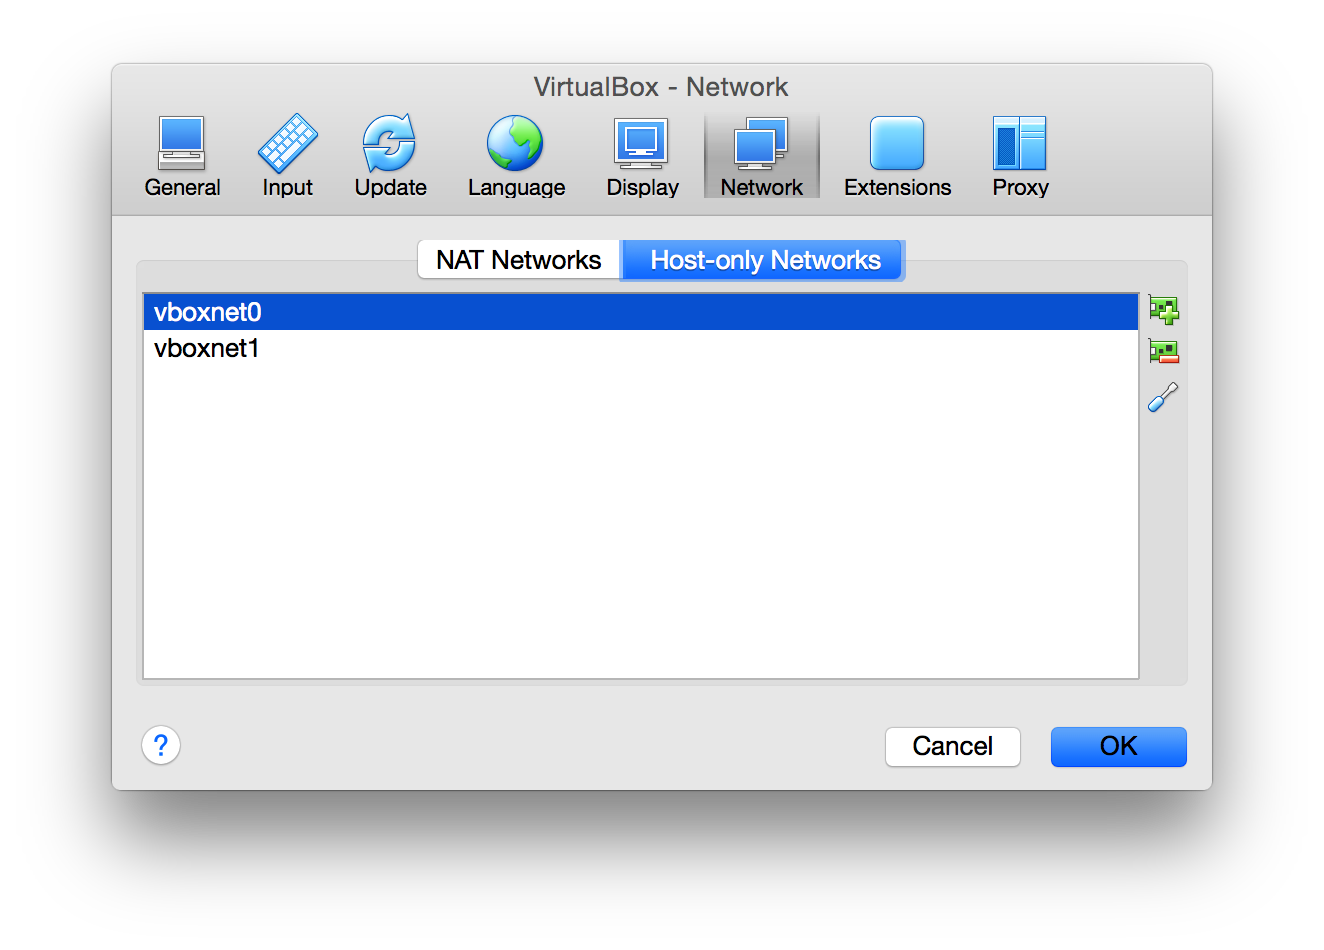 VirtualBox - Network
General Input Update Language Display Network Extensions Proxy
NAT Networks Host-only Networks
vboxnet0
vboxnet1
? Cancel OK